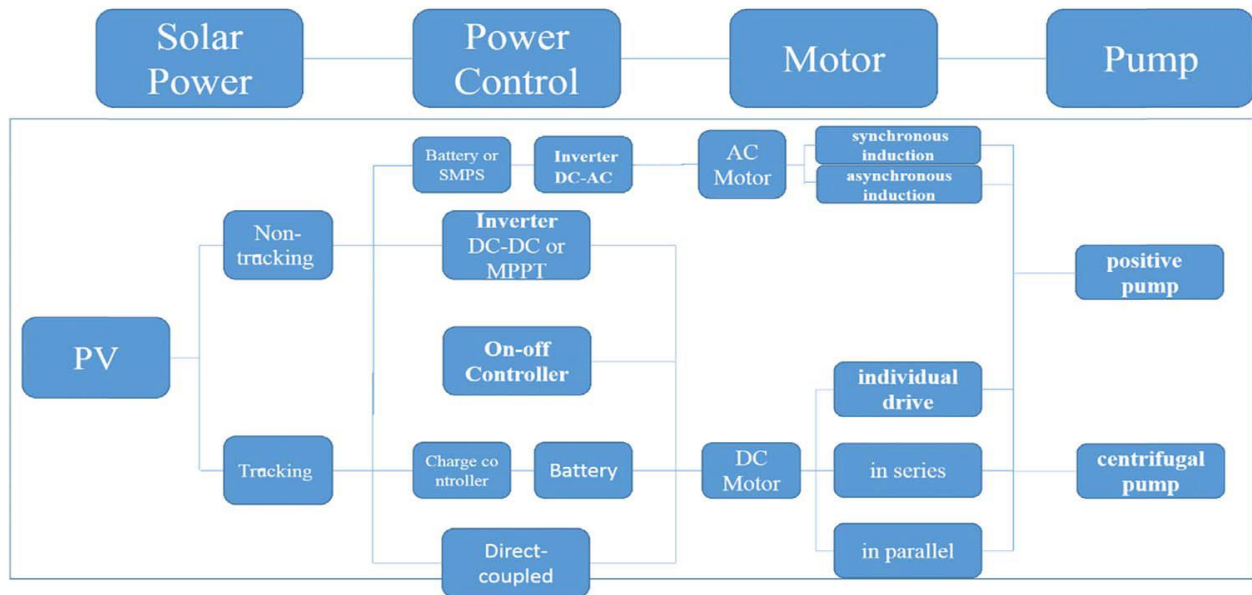 Solar
Power
Power
Control
Motor
Pump
Battery or
SMPS
Inverter
DC-AC
AC
Motor
synchronous
induction
asynchronous
induction
Non-
tracking
Inverter
DC-DC or
MPPT
positive
pump
PV
On-off
Controller
individual
drive
Tracking
Charge co
ntroller
Battery
DC
Motor
in series
centrifugal
pump
Direct-
coupled
in parallel